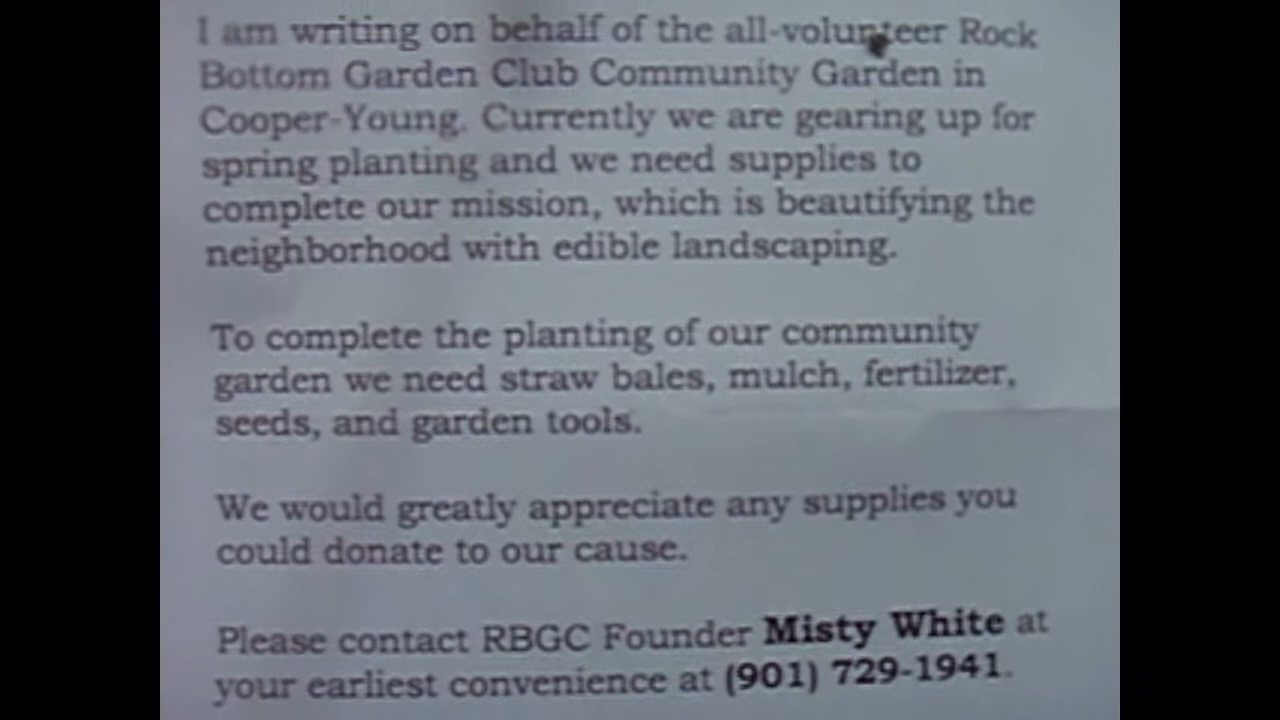 I am writing on behalf of the all-volunteer Rock
Bottom Garden Club Community Garden in
Cooper-Young. Currently we are gearing up for
spring planting and we need supplies to
complete our mission, which is beautifying the
neighborhood with edible landscaping.
To complete the planting of our community
garden we need straw bales, mulch, fertilizer,
seeds, and garden tools.
We would greatly appreciate any supplies you
could donate to our cause.
Please contact RBGC Founder Misty White at
your earliest convenience at (901) 729-1941.